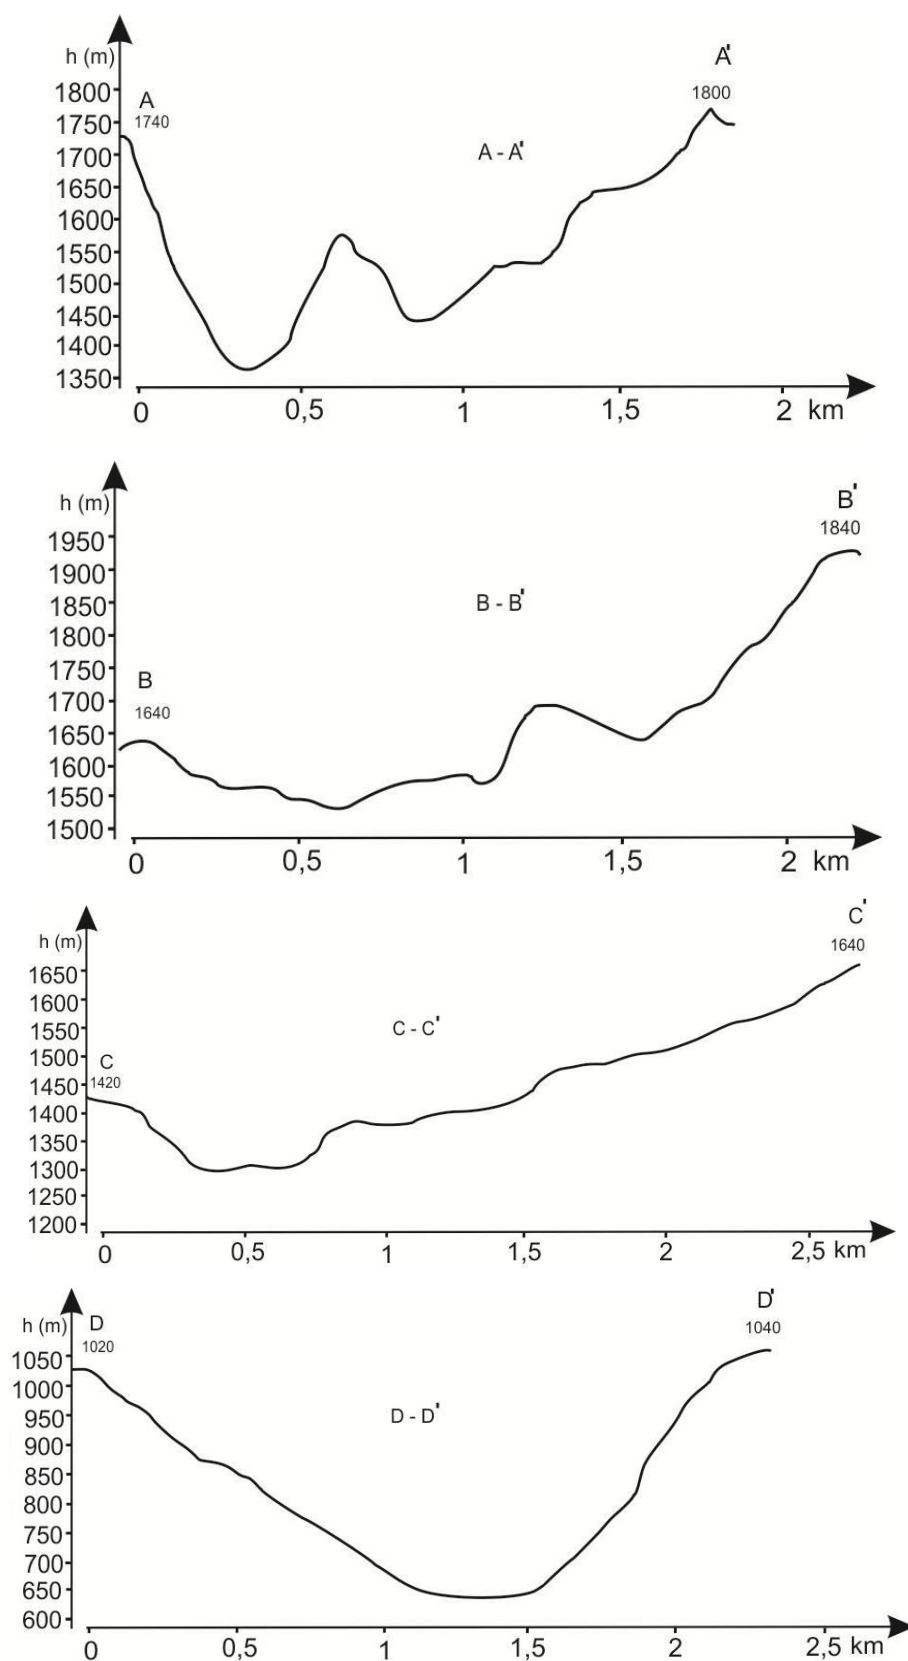 h (m)
A'
1800
1800
A
1750
1740
A - A'
1700
1650
1600
1550
1500
1450
1400
1350
0 0,5 1 1,5 2 km
h (m)
B'
1840
1950
1900
B - B'
1850
1800
1750
B
1700
1640
1650
1600
1550
1500
0 0,5 1 1,5 2 km
C'
h (m)
1640
1650
1600
C - C'
1550
1500
C
1450
1420
1400
1350
1300
1250
1200
0 0,5 1 1,5 2 2,5 km
D'
h (m)
D
1040
1020
1050
1000
D - D'
950
900
850
800
750
700
650
600
0 0,5 1 1,5 2 2,5 km